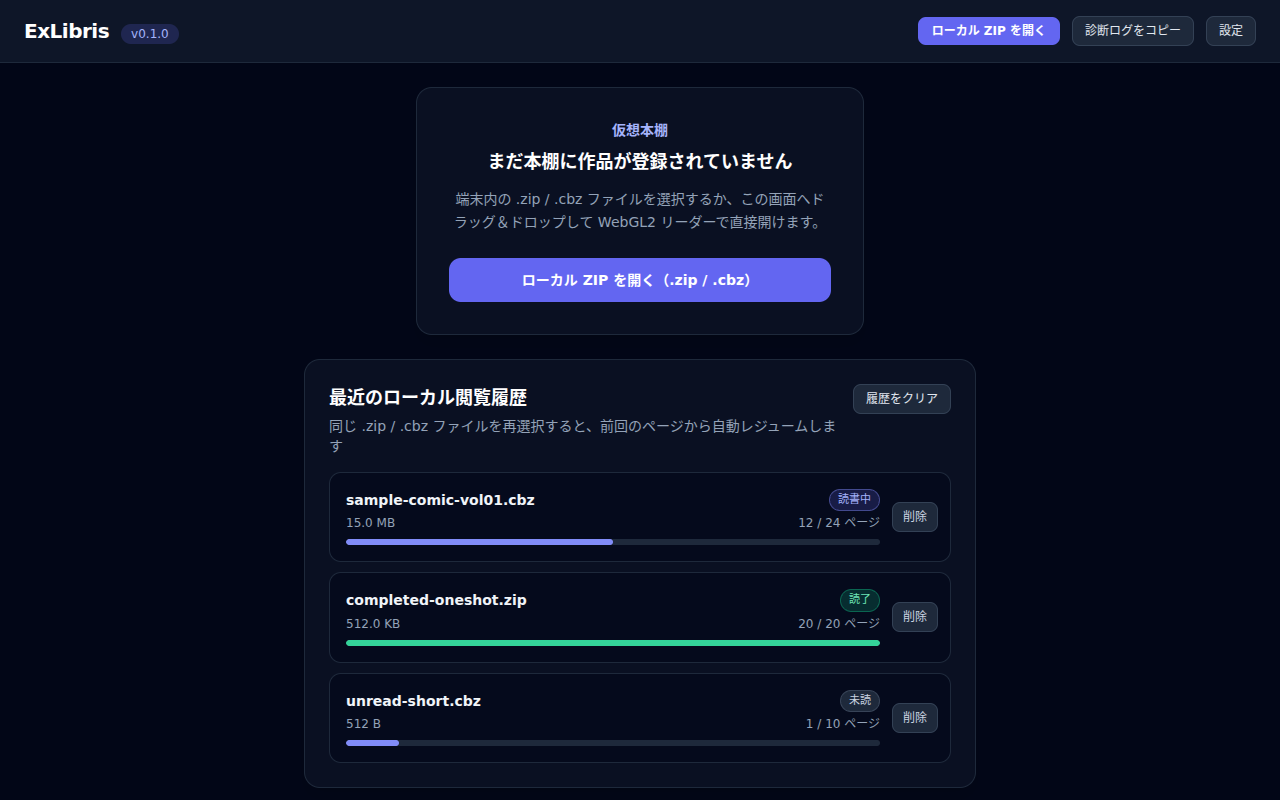 ExLibris v0.1.0 ローカル ZIP を開く 診断ログをコピー 設定
仮想本棚
まだ本棚に作品が登録されていません
端末内の .zip / .cbz ファイルを選択するか、この画面へド
ラッグ＆ドロップして WebGL2 リーダーで直接開けます。
ローカル ZIP を開く（.zip / .cbz）
最近のローカル閲覧履歴 履歴をクリア
同じ .zip / .cbz ファイルを再選択すると、前回のページから自動レジュームしま
す
sample-comic-vol01.cbz 読書中
15.0 MB 12 / 24 ページ 削除
completed-oneshot.zip 読了
512.0 KB 20 / 20 ページ 削除
unread-short.cbz 未読
512 B 1 / 10 ページ 削除